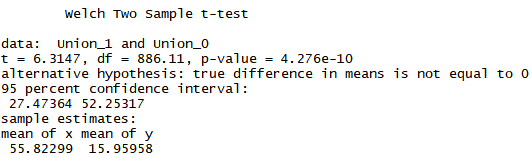 Welch Two Sample t-test
data: Union_1 and Union_0
t = 6.3147, df = 886.11, p-value = 4.276e-10
alternative hypothesis: true difference in means is not equal to 0
95 percent confidence interval:
27.47364 52.25317
sample estimates:
mean of x mean of y
55.82299 15.95958